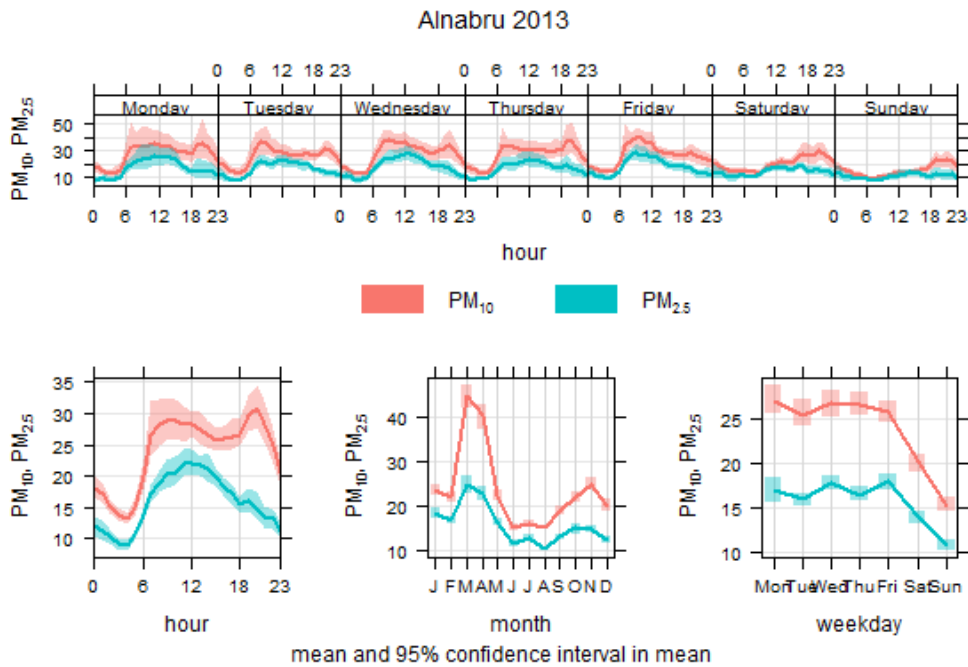 Alnabru 2013
0 6 12 18 23 0 6 12 18 23 0 6 12 18 23
Monday Tuesday Wednesday Thursday Friday Saturday Sunday
PM10, PM2.5
50
30
10
0 6 12 18 23 0 6 12 18 23 0 6 12 18 23 0 6 12 18 23
hour
PM10 PM2.5
PM10, PM2.5
35
30
25
20
15
10
0 6 12 18 23
hour
PM10, PM2.5
40
30
20
10
J F M A M J J A S O N D
month
PM10, PM2.5
25
20
15
10
Mon Tue Wed Thu Fri Sat Sun
weekday
mean and 95% confidence interval in mean